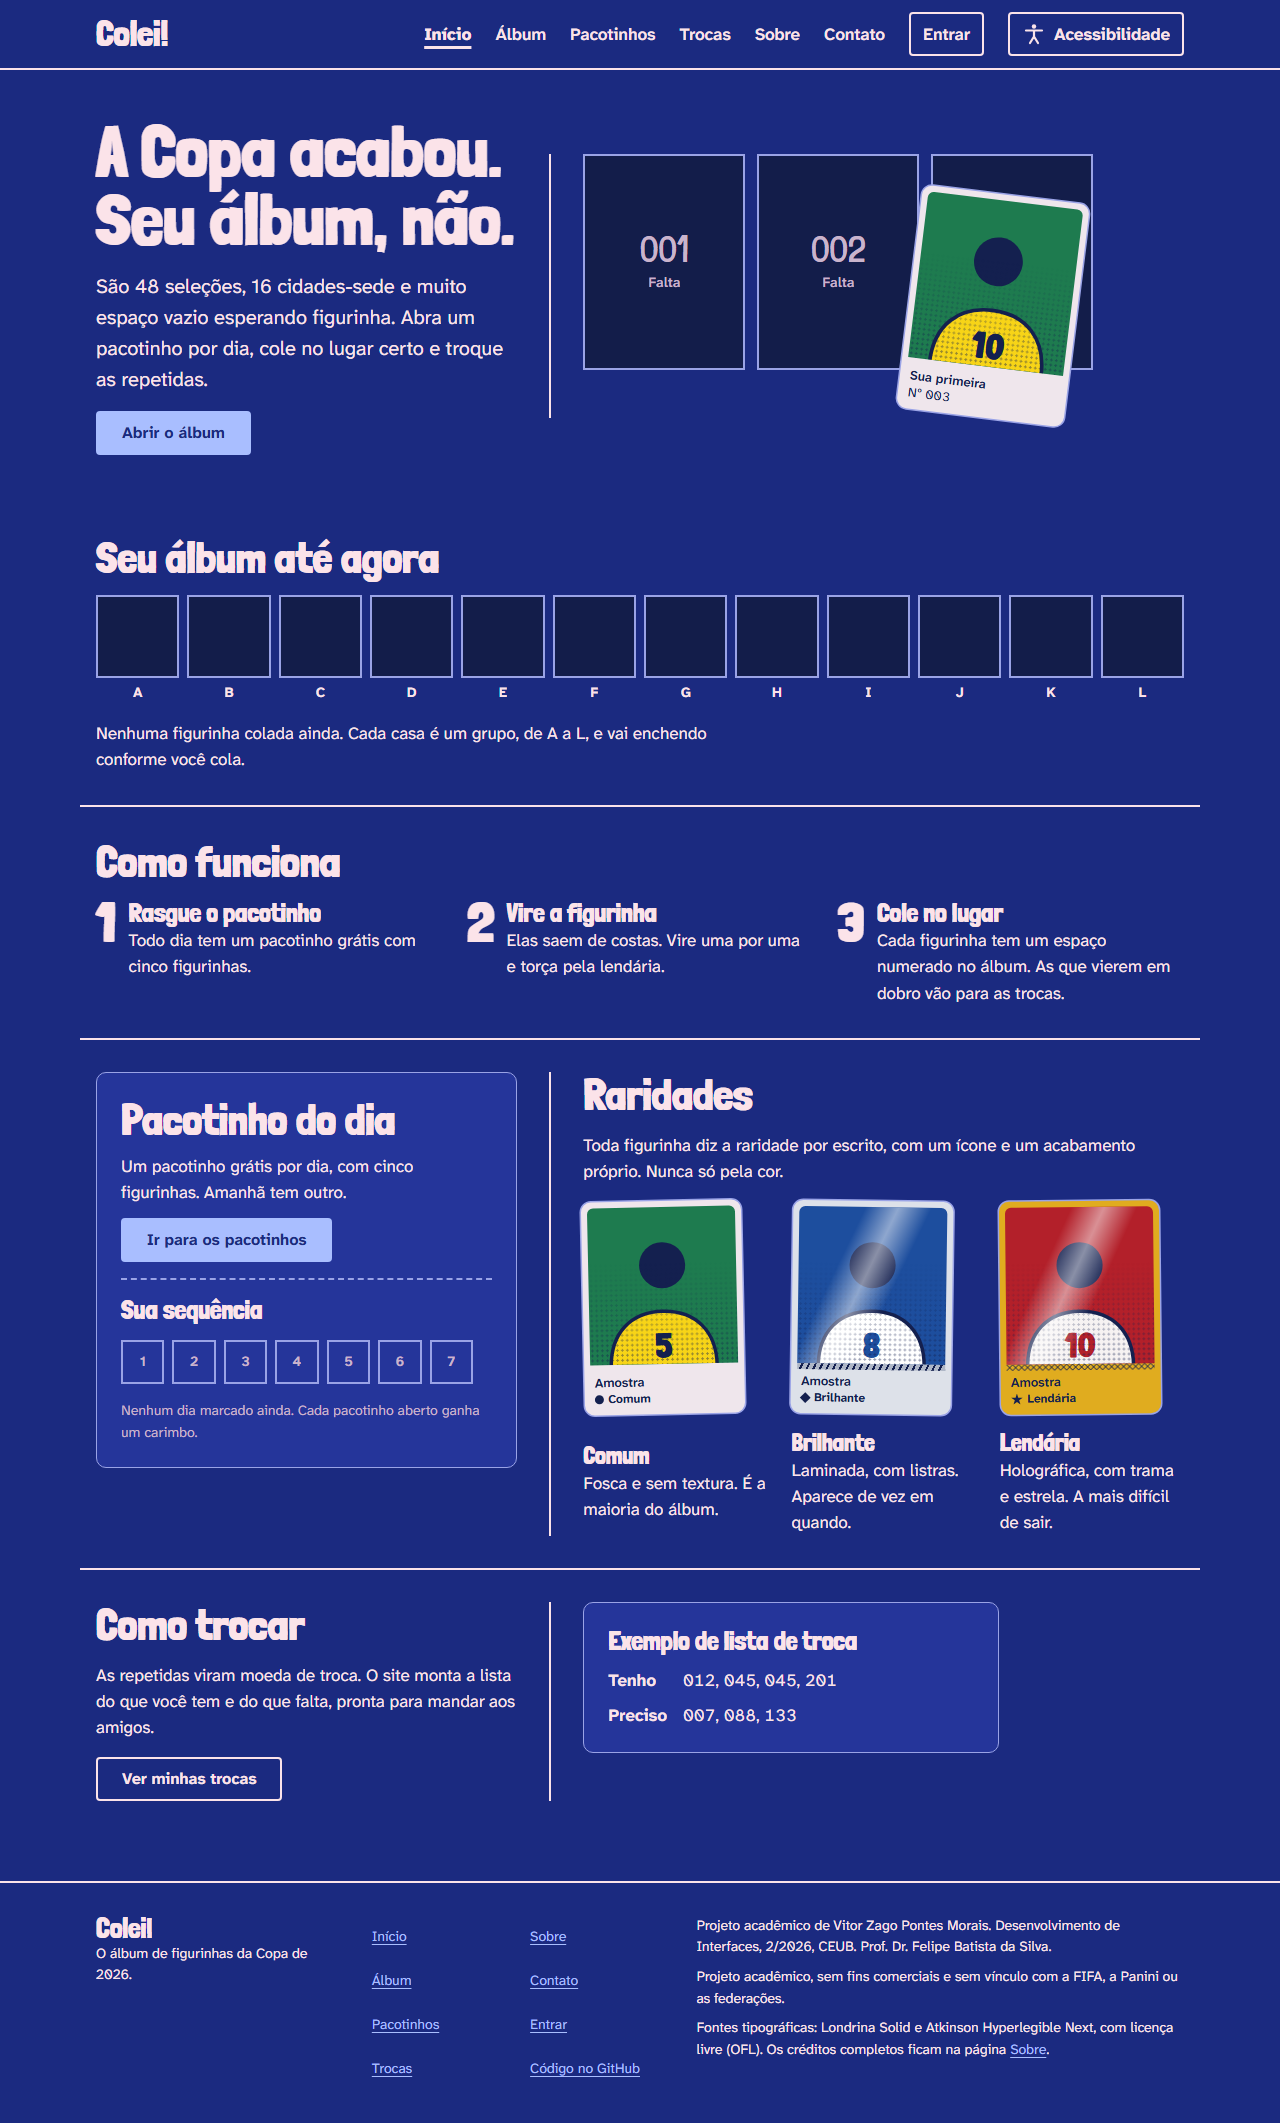 Colei!
Início
Álbum
Pacotinhos
Trocas
Sobre
Contato
Entrar
Acessibilidade
A Copa acabou.
Seu álbum, não.
São 48 seleções, 16 cidades-sede e muito
espaço vazio esperando figurinha. Abra um
pacotinho por dia, cole no lugar certo e troque
as repetidas.
Abrir o álbum
001
Falta
002
Falta
10
Sua primeira
Nº 003
Seu álbum até agora
A
B
C
D
E
F
G
H
I
J
K
L
Nenhuma figurinha colada ainda. Cada casa é um grupo, de A a L, e vai enchendo
conforme você cola.
Como funciona
1
Rasgue o pacotinho
Todo dia tem um pacotinho grátis com
cinco figurinhas.
2
Vire a figurinha
Elas saem de costas. Vire uma por uma
e torça pela lendária.
3
Cole no lugar
Cada figurinha tem um espaço
numerado no álbum. As que vierem em
dobro vão para as trocas.
Pacotinho do dia
Um pacotinho grátis por dia, com cinco
figurinhas. Amanhã tem outro.
Ir para os pacotinhos
Sua sequência
1
2
3
4
5
6
7
Nenhum dia marcado ainda. Cada pacotinho aberto ganha
um carimbo.
Raridades
Toda figurinha diz a raridade por escrito, com um ícone e um acabamento
próprio. Nunca só pela cor.
5
Amostra
Comum
Comum
Fosca e sem textura. É a
maioria do álbum.
8
Amostra
Brilhante
Brilhante
Laminada, com listras.
Aparece de vez em
quando.
10
Amostra
Lendária
Lendária
Holográfica, com trama
e estrela. A mais difícil
de sair.
Como trocar
As repetidas viram moeda de troca. O site monta a lista
do que você tem e do que falta, pronta para mandar aos
amigos.
Ver minhas trocas
Exemplo de lista de troca
Tenho 012, 045, 045, 201
Preciso 007, 088, 133
Colei!
O álbum de figurinhas da Copa de
2026.
Início
Álbum
Pacotinhos
Trocas
Sobre
Contato
Entrar
Código no GitHub
Projeto acadêmico de Vitor Zago Pontes Morais. Desenvolvimento de
Interfaces, 2/2026, CEUB. Prof. Dr. Felipe Batista da Silva.
Projeto acadêmico, sem fins comerciais e sem vínculo com a FIFA, a Panini ou
as federações.
Fontes tipográficas: Londrina Solid e Atkinson Hyperlegible Next, com licença
livre (OFL). Os créditos completos ficam na página Sobre.